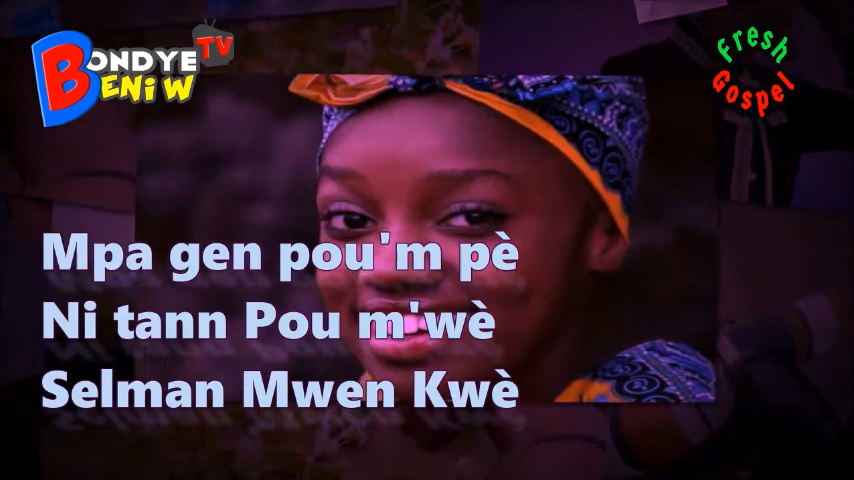 BONDYE TV
BENiW
Fresh
Gospel
Mpa gen pou'm pè
Ni tann Pou m'wè
Selman Mwen Kwè